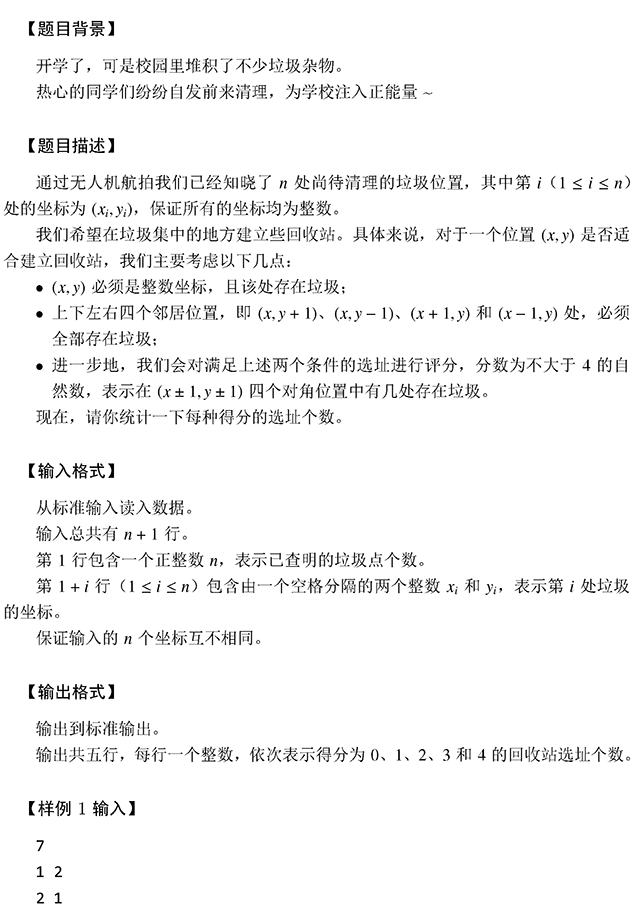 【题目背景】
开学了，可是校园里堆积了不少垃圾杂物。
热心的同学们纷纷自发前来清理，为学校注入正能量～
【题目描述】
通过无人机航拍我们已经知晓了 n 处尚待清理的垃圾位置，其中第 i（1 ≤ i ≤ n）
处的坐标为 (xᵢ, yᵢ)，保证所有的坐标均为整数。
我们希望在垃圾集中的地方建立些回收站。具体来说，对于一个位置 (x, y) 是否适
合建立回收站，我们主要考虑以下几点：
• (x, y) 必须是整数坐标，且该处存在垃圾；
• 上下左右四个邻居位置，即 (x, y + 1)、(x, y − 1)、(x + 1, y) 和 (x − 1, y) 处，必须
全部存在垃圾；
• 进一步地，我们会对满足上述两个条件的选址进行评分，分数为不大于 4 的自
然数，表示在 (x ± 1, y ± 1) 四个对角位置中有几处存在垃圾。
现在，请你统计一下每种得分的选址个数。
【输入格式】
从标准输入读入数据。
输入总共有 n + 1 行。
第 1 行包含一个正整数 n，表示已查明的垃圾点个数。
第 1 + i 行（1 ≤ i ≤ n）包含由一个空格分隔的两个整数 xᵢ 和 yᵢ，表示第 i 处垃圾
的坐标。
保证输入的 n 个坐标互不相同。
【输出格式】
输出到标准输出。
输出共五行，每行一个整数，依次表示得分为 0、1、2、3 和 4 的回收站选址个数。
【样例 1 输入】
7
1 2
2 1